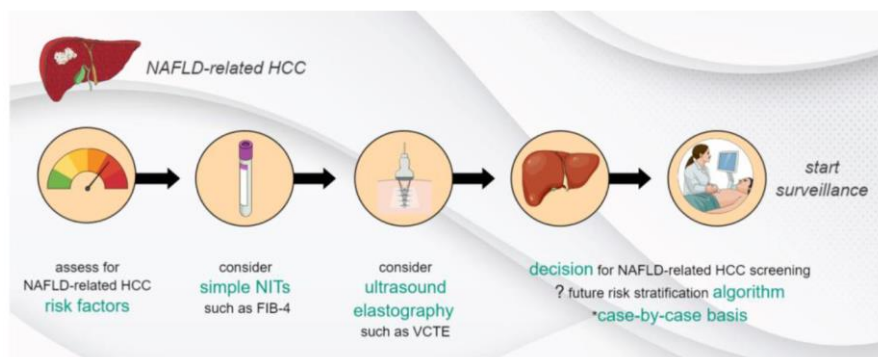 NAFLD-related HCC
start
surveillance
assess for
NAFLD-related HCC
risk factors
consider
simple NITs
such as FIB-4
consider
ultrasound
elastography
such as VCTE
decision for NAFLD-related HCC screening
? future risk stratification algorithm
*case-by-case basis